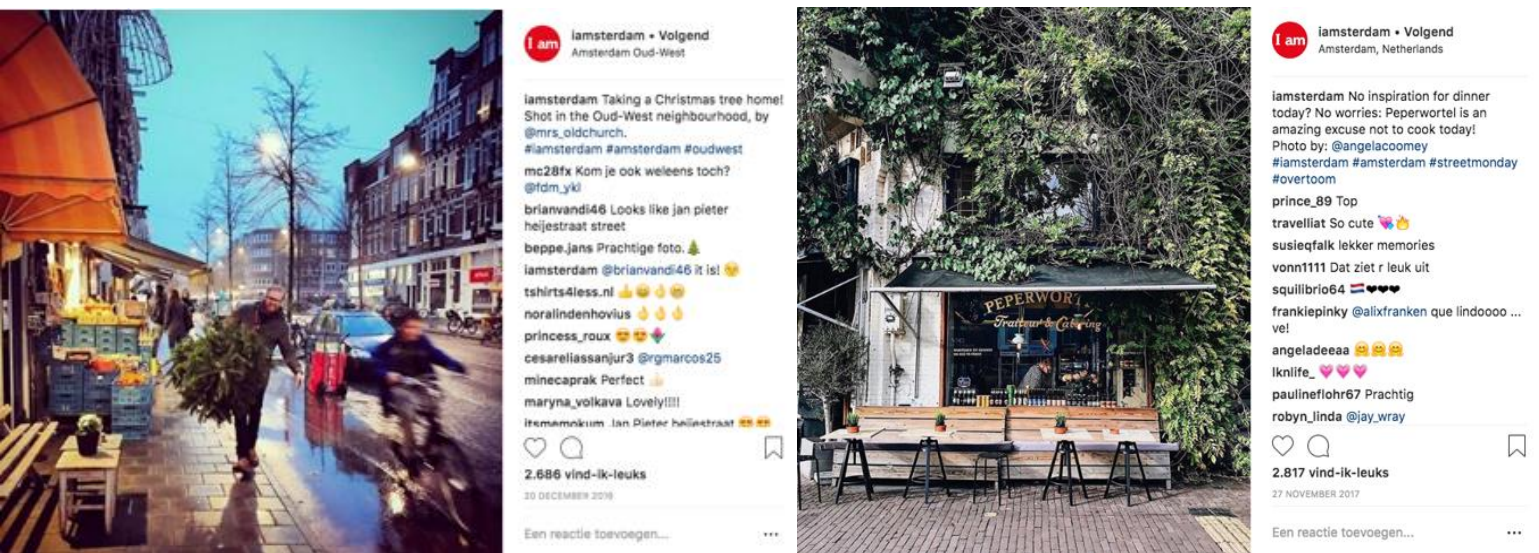 I am
iamsterdam • Volgend
Amsterdam Oud-West
iamsterdam Taking a Christmas tree home!
Shot in the Oud-West neighbourhood, by
@mrs_oldchurch.
#iamsterdam #amsterdam #oudwest
mc28fx Kom je ook weleens toch?
@fdm_ykl
brianvandi46 Looks like jan pieter
heijestraat street
beppe.jans Prachtige foto.🌲
iamsterdam @brianvandi46 it is! 😚
tshirts4less.nl 👍😄👌😁
noralindenhovius 👌👌👌
princess_roux 😍😍🌷
cesareliassanjur3 @rgmarcos25
minecaprak Perfect 👍🏻
maryna_volkava Lovely!!!!
itsmemokum Jan Pieter heijestraat 😍😍
2.686 vind-ik-leuks
20 DECEMBER 2016
Een reactie toevoegen...
PEPERWOR
Traiteur & Catering
I am
iamsterdam • Volgend
Amsterdam, Netherlands
iamsterdam No inspiration for dinner
today? No worries: Peperwortel is an
amazing excuse not to cook today!
Photo by: @angelacoomey
#iamsterdam #amsterdam #streetmonday
#overtoom
prince_89 Top
travelliat So cute 💘🔥
susieqfalk lekker memories
vonn1111 Dat ziet r leuk uit
squilibrio64 🇳🇱❤❤❤
frankiepinky @alixfranken que lindoooo ...
ve!
angeladeeaa 🤗🤗🤗
lknlife_ 💗💗💗
paulineflohr67 Prachtig
robyn_linda @jay_wray
2.817 vind-ik-leuks
27 NOVEMBER 2017
Een reactie toevoegen...